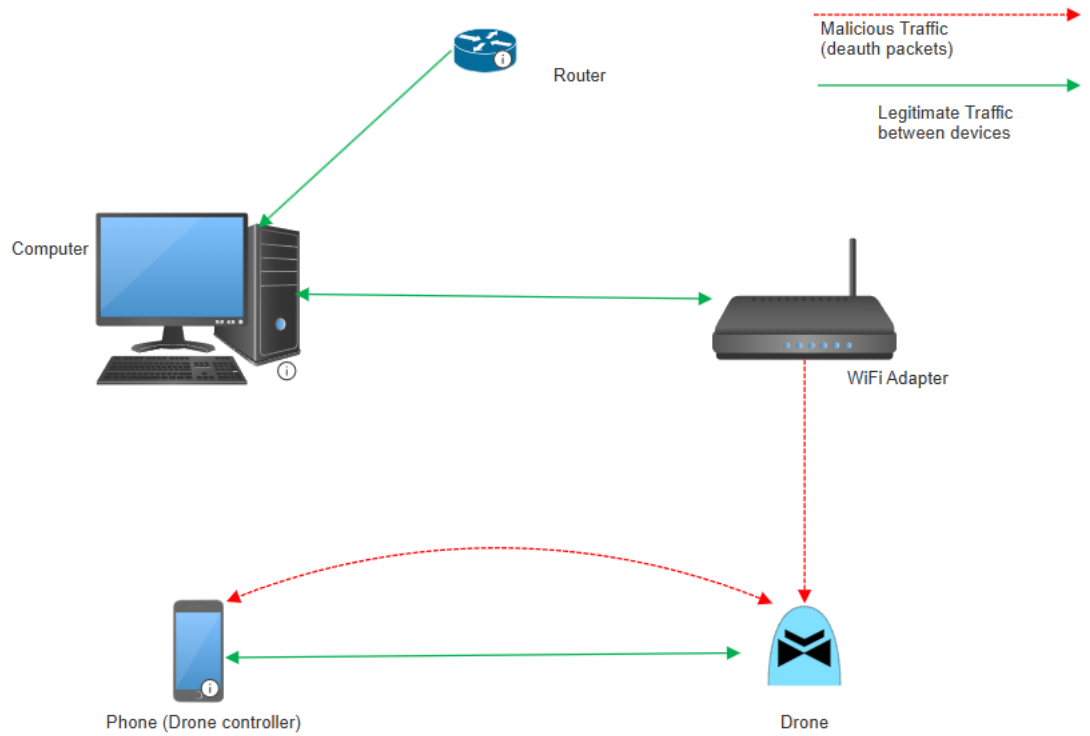 Malicious Traffic
(deauth packets)
Router
Legitimate Traffic
between devices
Computer
WiFi Adapter
Phone (Drone controller)
Drone